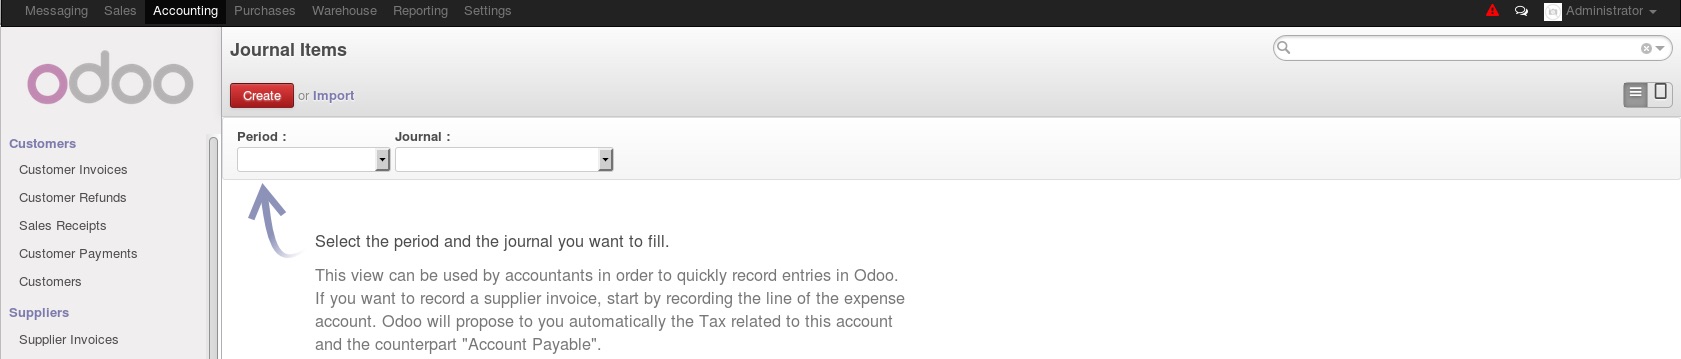 Messaging Sales Accounting Purchases Warehouse Reporting Settings Administrator
odoo
Journal Items
Create or Import
Period : Journal :
Customers
Customer Invoices
Customer Refunds
Sales Receipts
Customer Payments
Customers
Suppliers
Supplier Invoices
Select the period and the journal you want to fill.
This view can be used by accountants in order to quickly record entries in Odoo.
If you want to record a supplier invoice, start by recording the line of the expense
account. Odoo will propose to you automatically the Tax related to this account
and the counterpart "Account Payable".